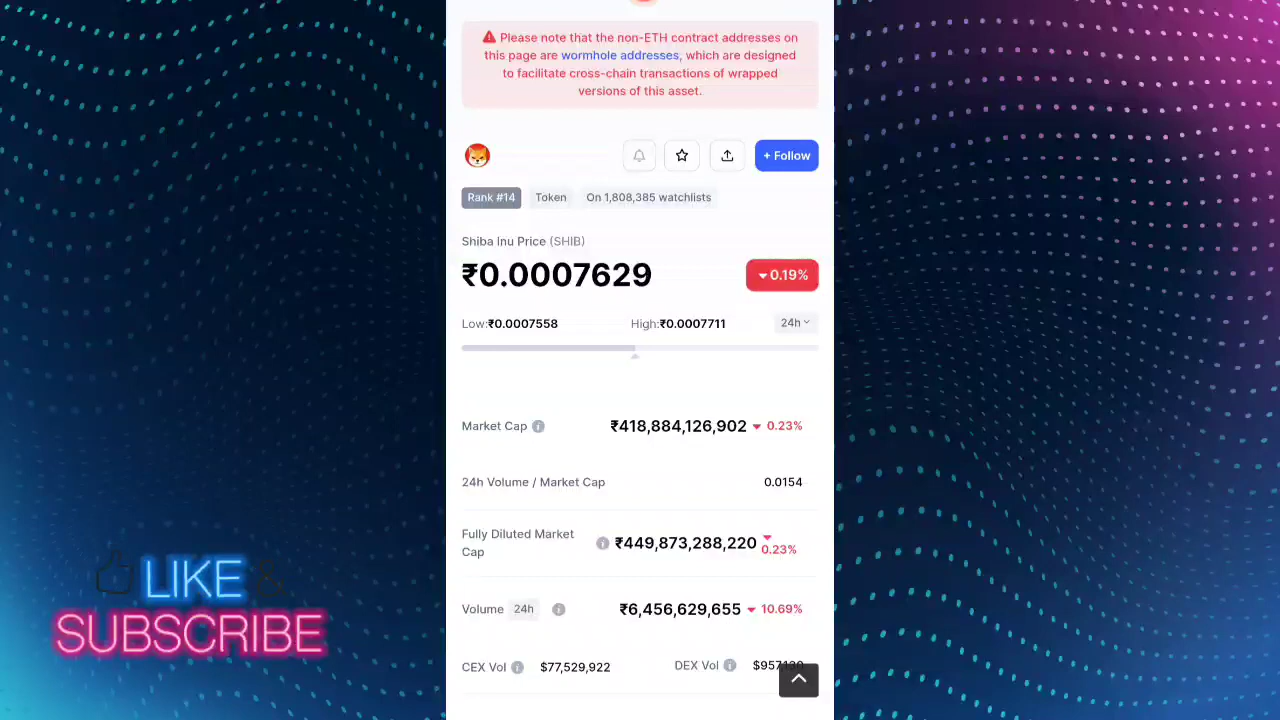 Please note that the non-ETH contract addresses on
this page are wormhole addresses, which are designed
to facilitate cross-chain transactions of wrapped
versions of this asset.
+ Follow
Rank #14 Token On 1,808,385 watchlists
Shiba Inu Price (SHIB)
₹0.0007629 0.19%
Low:₹0.0007558 High:₹0.0007711 24h
Market Cap ₹418,884,126,902 0.23%
24h Volume / Market Cap 0.0154
Fully Diluted Market
Cap ₹449,873,288,220 0.23%
Volume 24h ₹6,456,629,655 10.69%
CEX Vol $77,529,922 DEX Vol $957130
LIKE &
SUBSCRIBE